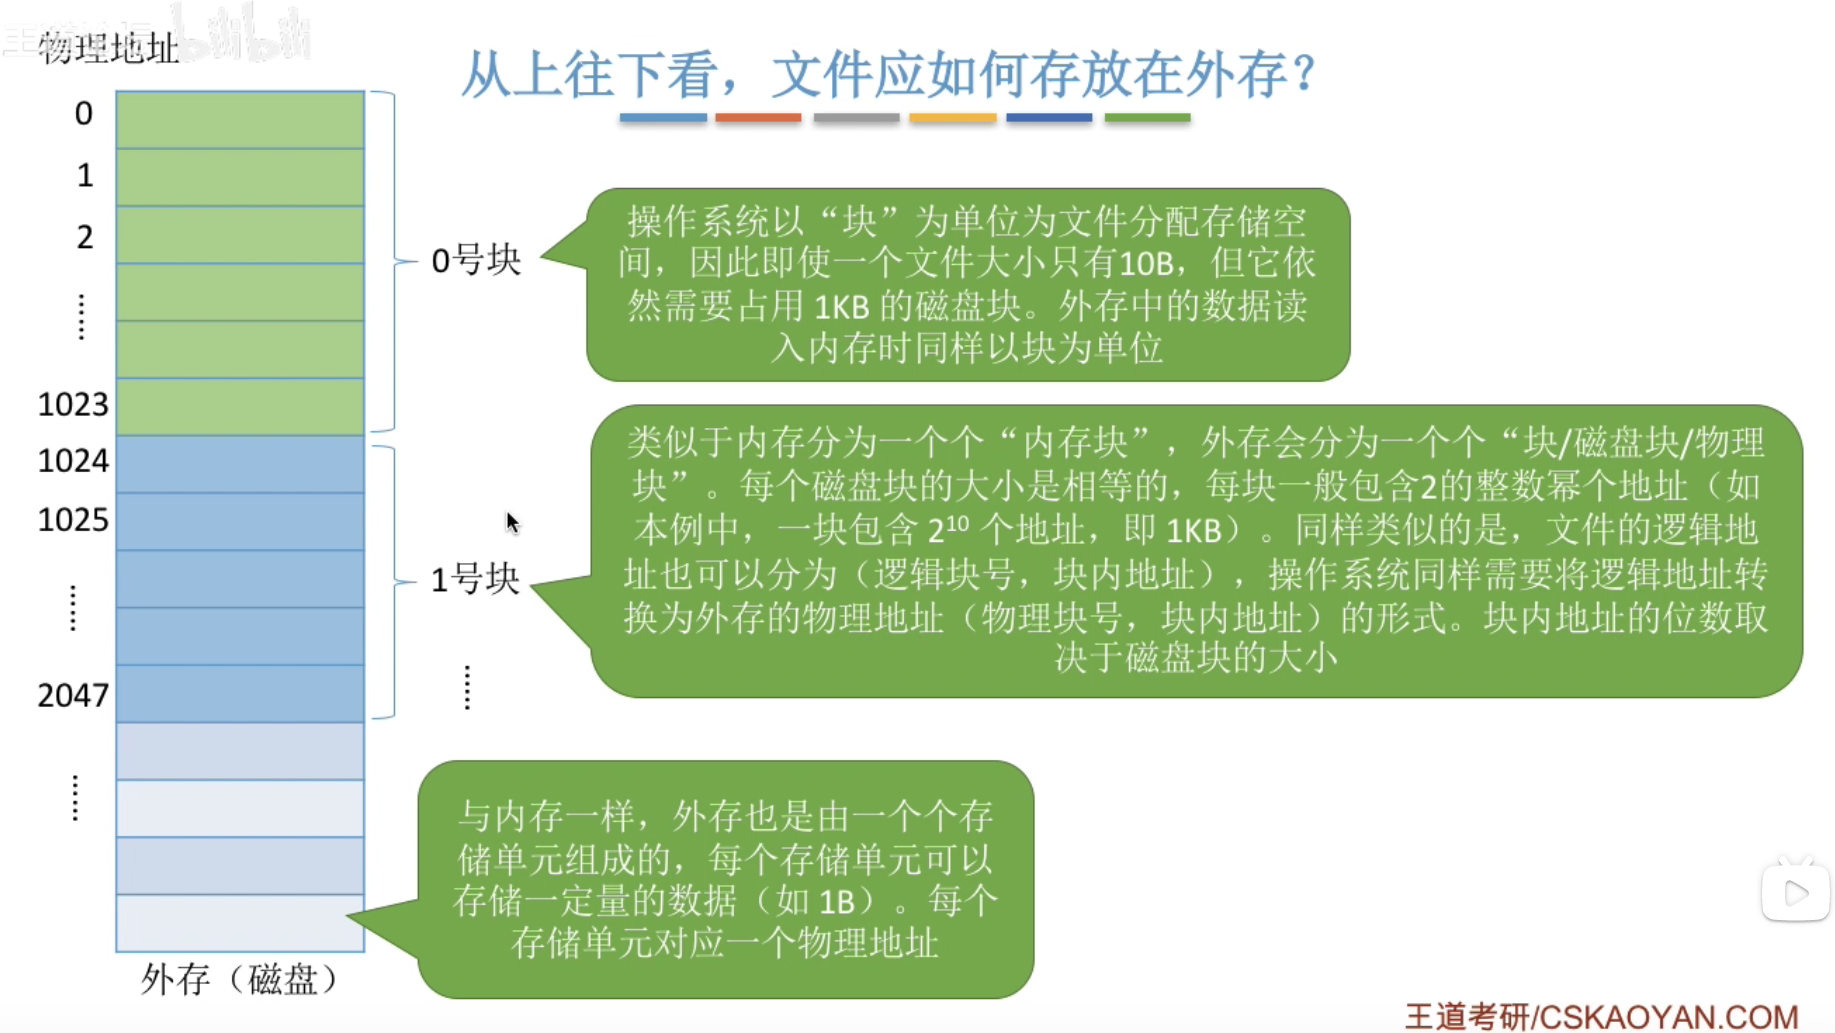 物理地址
从上往下看，文件应如何存放在外存？
0
1
2
1023
1024
1025
2047
0号块
1号块
操作系统以“块”为单位为文件分配存储空
间，因此即使一个文件大小只有10B，但它依
然需要占用 1KB 的磁盘块。外存中的数据读
入内存时同样以块为单位
类似于内存分为一个个“内存块”，外存会分为一个个“块/磁盘块/物理
块”。每个磁盘块的大小是相等的，每块一般包含2的整数幂个地址（如
本例中，一块包含 2¹⁰ 个地址，即 1KB）。同样类似的是，文件的逻辑地
址也可以分为（逻辑块号，块内地址），操作系统同样需要将逻辑地址转
换为外存的物理地址（物理块号，块内地址）的形式。块内地址的位数取
决于磁盘块的大小
与内存一样，外存也是由一个个存
储单元组成的，每个存储单元可以
存储一定量的数据（如 1B）。每个
存储单元对应一个物理地址
外存（磁盘）
王道考研/CSKAOYAN.COM